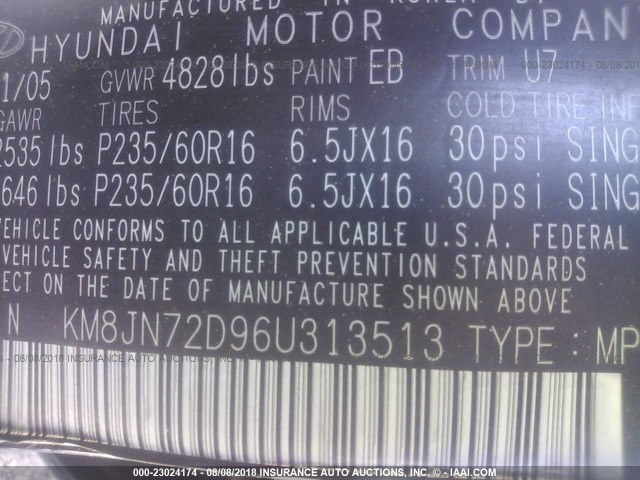 MANUFACTURED IN KOREA BY
HYUNDAI MOTOR COMPAN
1/05 GVWR 4828lbs PAINT EB TRIM U7
GAWR TIRES RIMS COLD TIRE INF
2535lbs P235/60R16 6.5JX16 30psi SING
646lbs P235/60R16 6.5JX16 30psi SING
VEHICLE CONFORMS TO ALL APPLICABLE U.S.A. FEDERAL
VEHICLE SAFETY AND THEFT PREVENTION STANDARDS
ECT ON THE DATE OF MANUFACTURE SHOWN ABOVE
N KM8JN72D96U313513 TYPE : MP
000-23024174 - 08/08/2018 - INSURANCE AUTO AUCTIONS, INC. - © - IAAI.COM